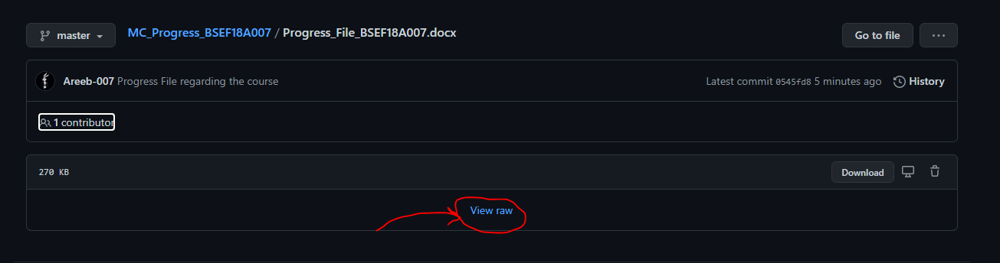 master MC_Progress_BSEF18A007 / Progress_File_BSEF18A007.docx Go to file ...
Areeb-007 Progress File regarding the course Latest commit 0545fd8 5 minutes ago History
1 contributor
270 KB Download
View raw